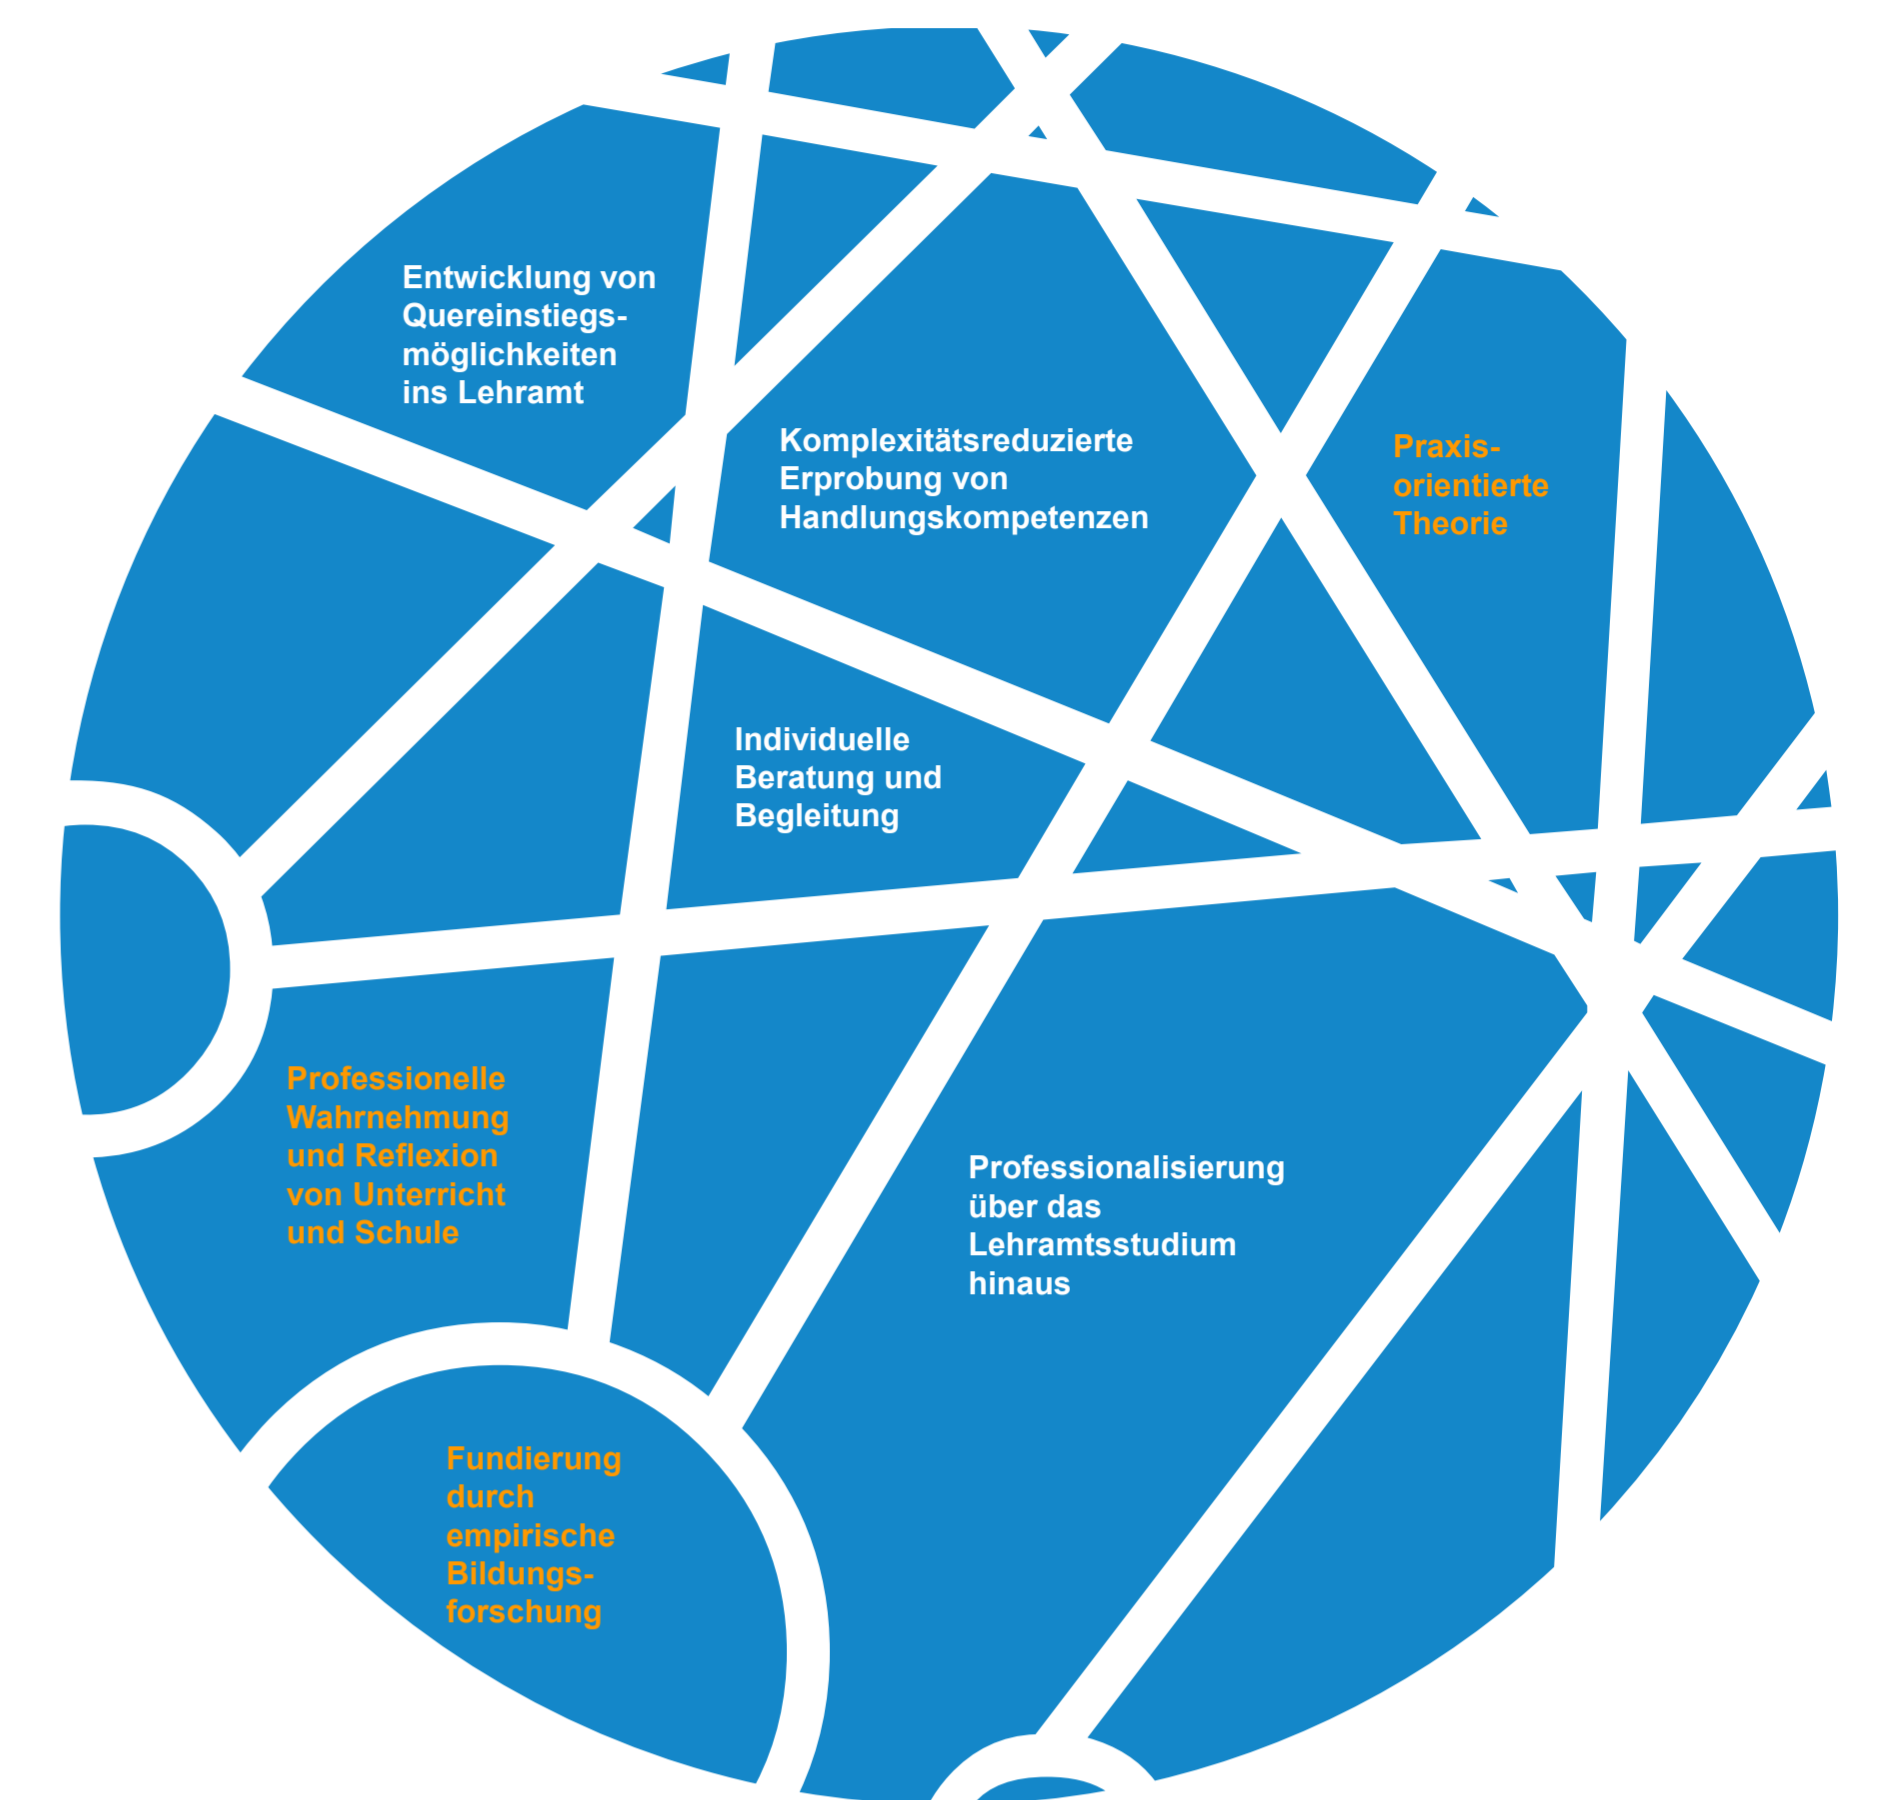 Entwicklung von
Quereinstiegs-
möglichkeiten
ins Lehramt
Komplexitätsreduzierte
Erprobung von
Handlungskompetenzen
Praxis-
orientierte
Theorie
Individuelle
Beratung und
Begleitung
Professionelle
Wahrnehmung
und Reflexion
von Unterricht
und Schule
Professionalisierung
über das
Lehramtsstudium
hinaus
Fundierung
durch
empirische
Bildungs-
forschung